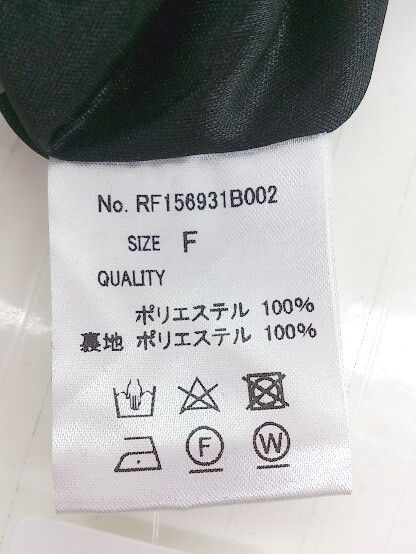 No. RF156931B002
SIZE F
QUALITY
ポリエステル 100%
裏地 ポリエステル 100%
F W